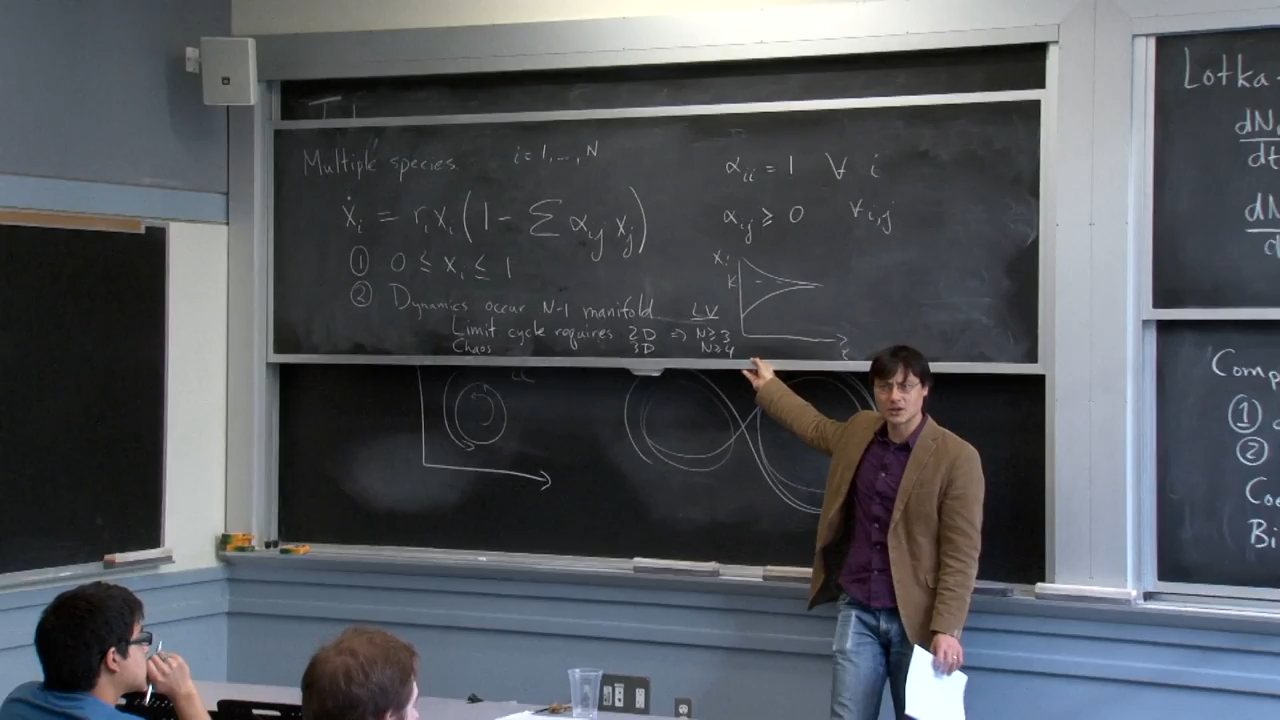 Multiple species. i = 1, ..., N
ẋᵢ = rᵢxᵢ(1 - Σ αᵢⱼ xⱼ)
① 0 ≤ xᵢ ≤ 1
② Dynamics occur N-1 manifold LV
Limit cycle requires 2D ⇒ N≥3
Chaos 3D N≥4
αᵢᵢ = 1 ∀ i
αᵢⱼ ≥ 0 ∀ i,j
xᵢ
K
t
Lotka-
dN
dt
dN
d
Comp
①
②
Coe
Bi